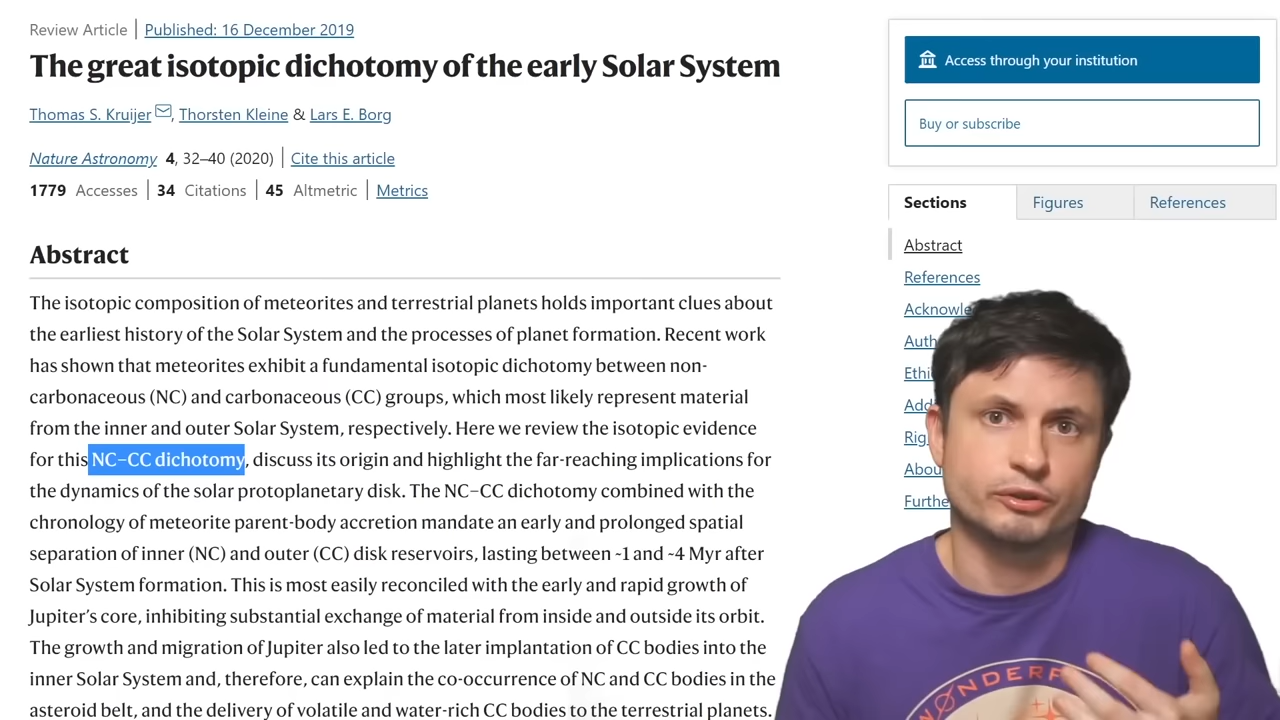 Review Article | Published: 16 December 2019
The great isotopic dichotomy of the early Solar System
Thomas S. Kruijer, Thorsten Kleine & Lars E. Borg
Nature Astronomy 4, 32–40 (2020) | Cite this article
1779 Accesses | 34 Citations | 45 Altmetric | Metrics
Abstract
The isotopic composition of meteorites and terrestrial planets holds important clues about
the earliest history of the Solar System and the processes of planet formation. Recent work
has shown that meteorites exhibit a fundamental isotopic dichotomy between non-
carbonaceous (NC) and carbonaceous (CC) groups, which most likely represent material
from the inner and outer Solar System, respectively. Here we review the isotopic evidence
for this NC–CC dichotomy, discuss its origin and highlight the far-reaching implications for
the dynamics of the solar protoplanetary disk. The NC–CC dichotomy combined with the
chronology of meteorite parent-body accretion mandate an early and prolonged spatial
separation of inner (NC) and outer (CC) disk reservoirs, lasting between ~1 and ~4 Myr after
Solar System formation. This is most easily reconciled with the early and rapid growth of
Jupiter’s core, inhibiting substantial exchange of material from inside and outside its orbit.
The growth and migration of Jupiter also led to the later implantation of CC bodies into the
inner Solar System and, therefore, can explain the co-occurrence of NC and CC bodies in the
asteroid belt, and the delivery of volatile and water-rich CC bodies to the terrestrial planets.
Access through your institution
Buy or subscribe
Sections
Figures
References
Abstract
References
Acknowle
Auth
Ethi
Add
Rig
Abou
Furthe
WØNDERF